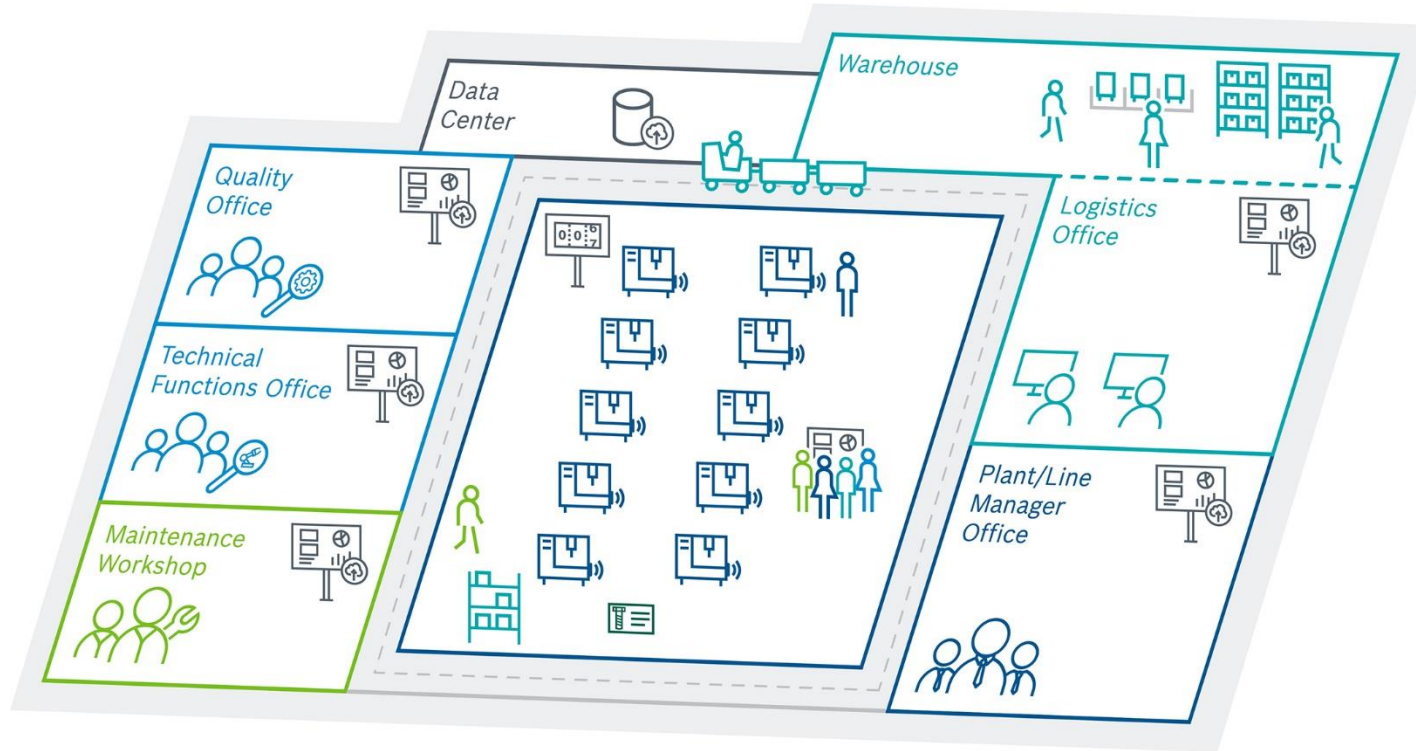 Data
Center
Warehouse
Quality
Office
Logistics
Office
Technical
Functions Office
Plant/Line
Manager
Office
Maintenance
Workshop